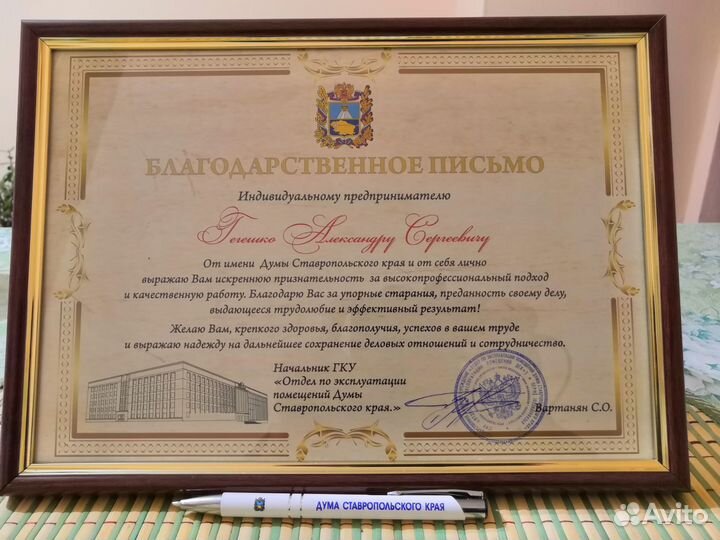 БЛАГОДАРСТВЕННОЕ ПИСЬМО
Индивидуальному предпринимателю
Гегешко Александру Сергеевичу
От имени Думы Ставропольского края и от себя лично
выражаю Вам искреннюю признательность за высокопрофессиональный подход
и качественную работу. Благодарю Вас за упорные старания, преданность своему делу,
выдающееся трудолюбие и эффективный результат!
Желаю Вам, крепкого здоровья, благополучия, успехов в вашем труде
и выражаю надежду на дальнейшее сохранение деловых отношений и сотрудничество.
Начальник ГКУ
«Отдел по эксплуатации
помещений Думы
Ставропольского края.»
Вартанян С.О.
ДУМА СТАВРОПОЛЬСКОГО КРАЯ
Avito